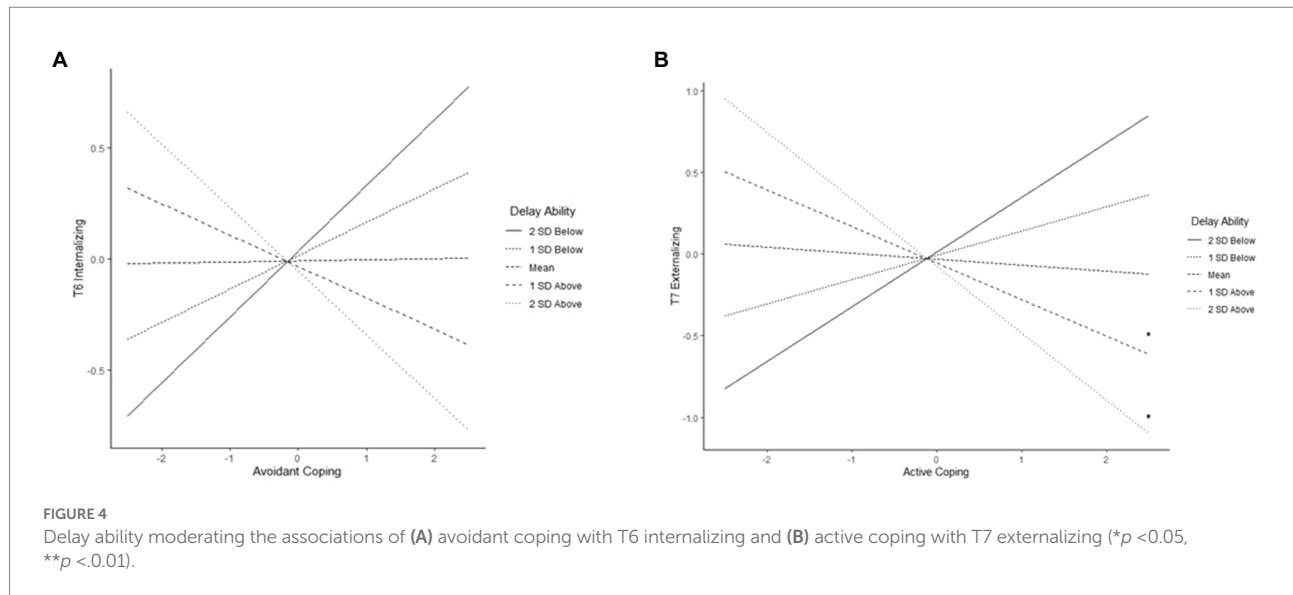 A
T6 Internalizing
0.5
0.0
-0.5
-2
-1
0
1
2
Avoidant Coping
Delay Ability
2 SD Below
1 SD Below
Mean
1 SD Above
2 SD Above
B
T7 Externalizing
1.0
0.5
0.0
-0.5
-1.0
-2
-1
0
1
2
Active Coping
Delay Ability
2 SD Below
1 SD Below
Mean
1 SD Above
2 SD Above
*
*
FIGURE 4
Delay ability moderating the associations of (A) avoidant coping with T6 internalizing and (B) active coping with T7 externalizing (*p <0.05,
**p <.0.01).